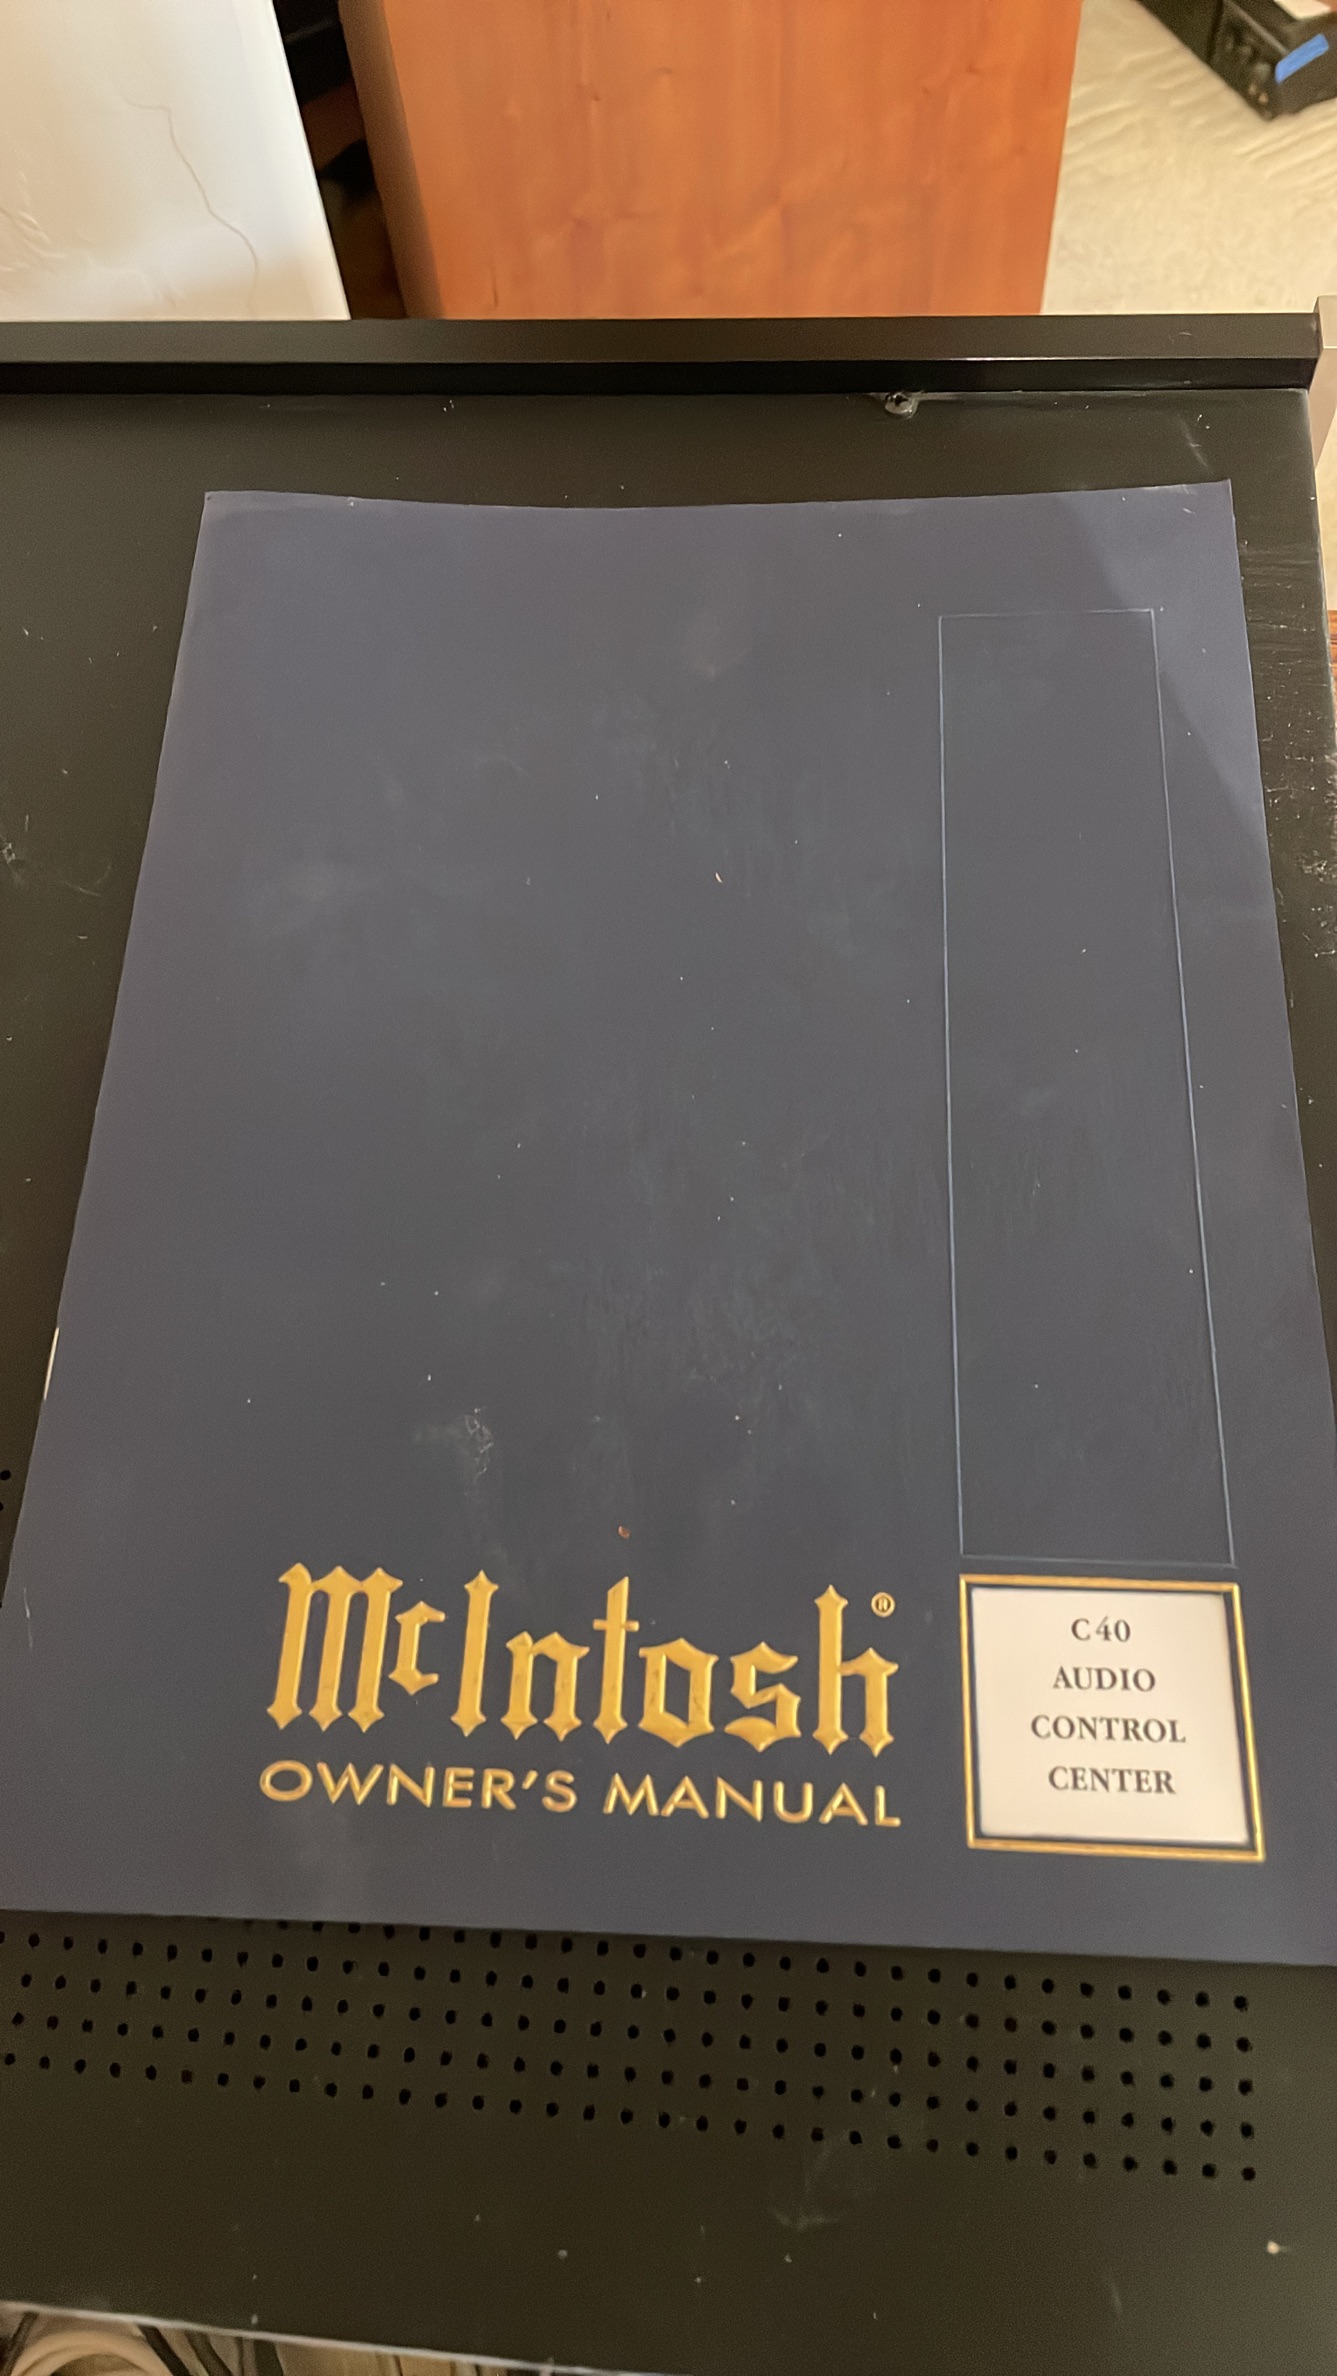 McIntosh®
OWNER'S MANUAL
C40
AUDIO
CONTROL
CENTER